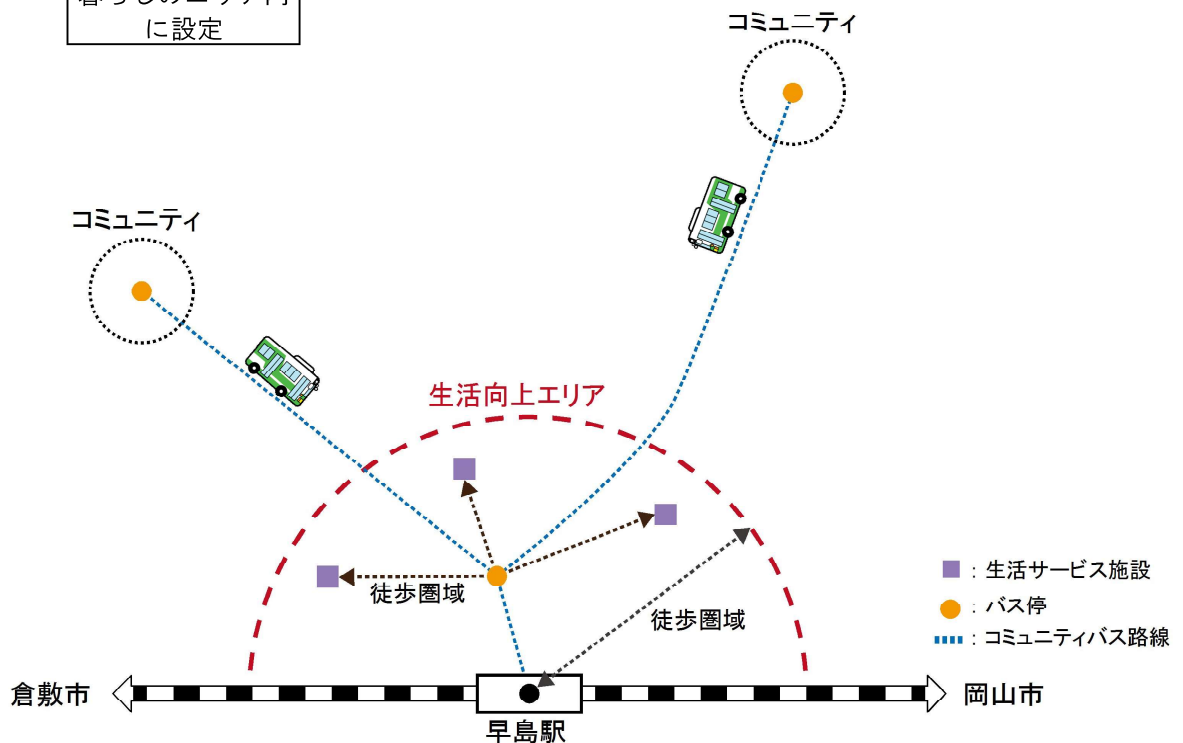 に設定
コミュニティ
コミュニティ
生活向上エリア
徒歩圏域
徒歩圏域
：生活サービス施設
：バス停
：コミュニティバス路線
倉敷市
岡山市
早島駅